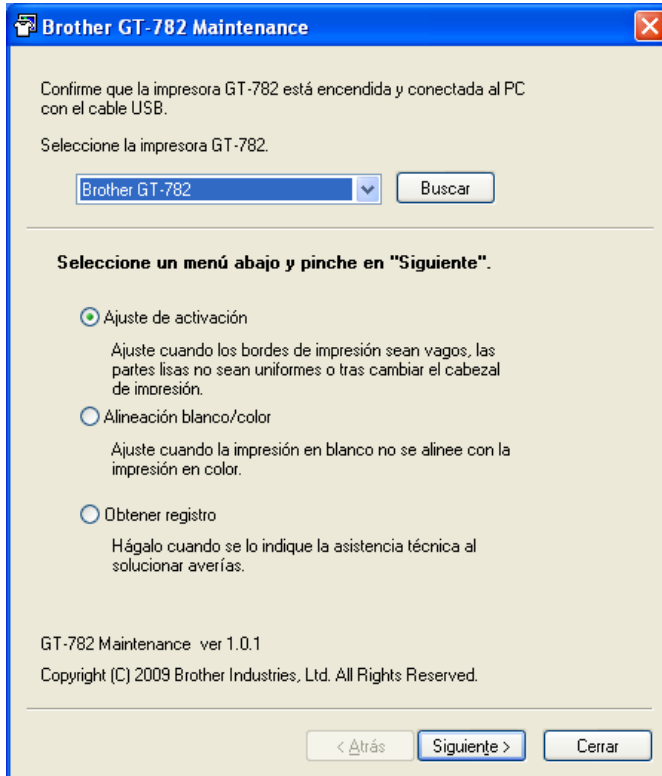 Brother GT-782 Maintenance
Confirme que la impresora GT-782 está encendida y conectada al PC
con el cable USB.
Seleccione la impresora GT-782.
Brother GT-782
Buscar
Seleccione un menú abajo y pinche en "Siguiente".
Ajuste de activación
Ajuste cuando los bordes de impresión sean vagos, las
partes lisas no sean uniformes o tras cambiar el cabezal
de impresión.
Alineación blanco/color
Ajuste cuando la impresión en blanco no se alinee con la
impresión en color.
Obtener registro
Hágalo cuando se lo indique la asistencia técnica al
solucionar averías.
GT-782 Maintenance ver 1.0.1
Copyright (C) 2009 Brother Industries, Ltd. All Rights Reserved.
< Atrás
Siguiente >
Cerrar